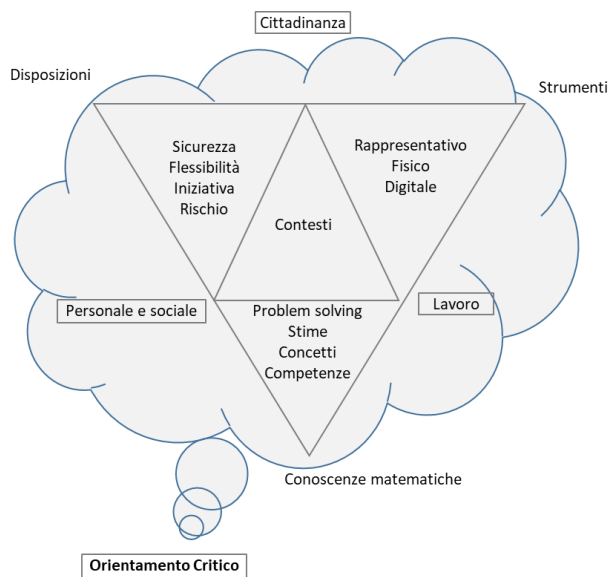 Cittadinanza
Disposizioni
Strumenti
Sicurezza
Flessibilità
Iniziativa
Rischio
Rappresentativo
Fisico
Digitale
Contesti
Personale e sociale
Lavoro
Problem solving
Stime
Concetti
Competenze
Conoscenze matematiche
Orientamento Critico